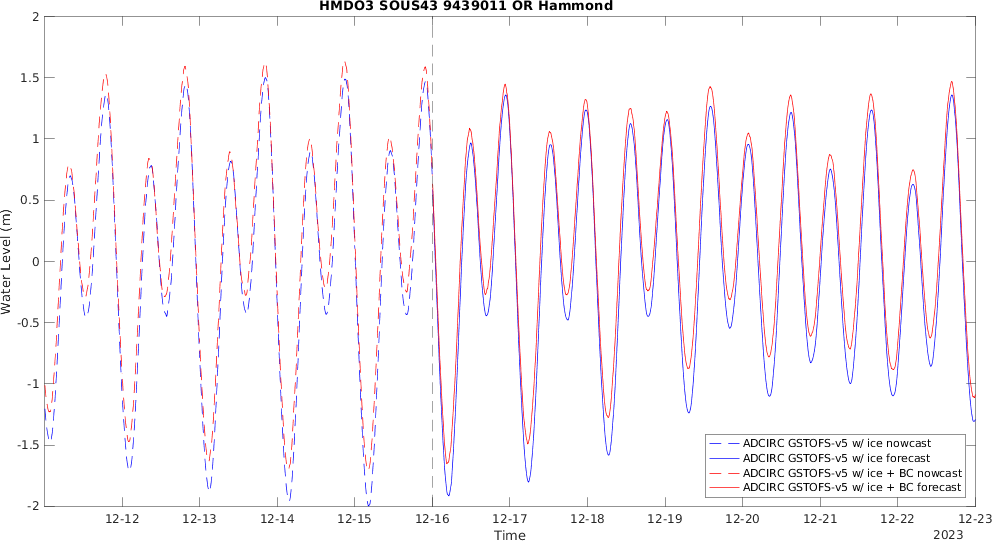 HMDO3 SOUS43 9439011 OR Hammond
2
1.5
1
0.5
0
-0.5
-1
-1.5
-2
Water Level (m)
ADCIRC GSTOFS-v5 w/ ice nowcast
ADCIRC GSTOFS-v5 w/ ice forecast
ADCIRC GSTOFS-v5 w/ ice + BC nowcast
ADCIRC GSTOFS-v5 w/ ice + BC forecast
12-12 12-13 12-14 12-15 12-16 12-17 12-18 12-19 12-20 12-21 12-22 12-23
Time
2023